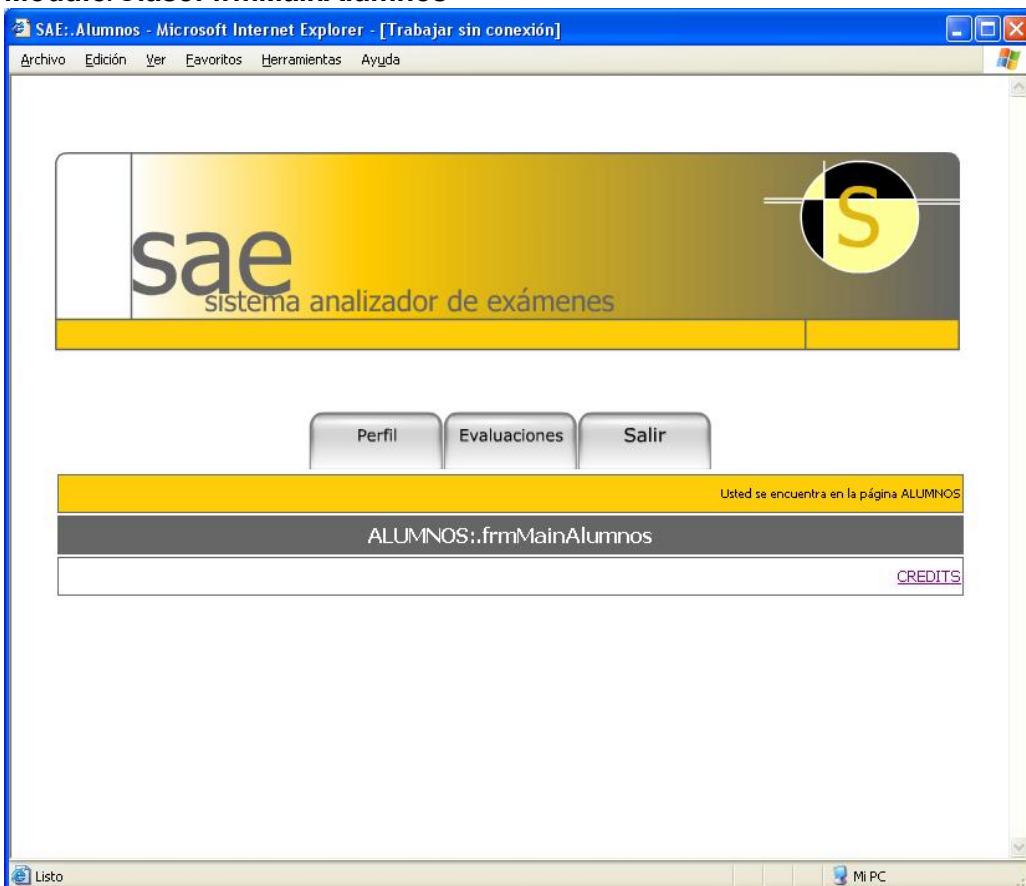 SAE:.Alumnos - Microsoft Internet Explorer - [Trabajar sin conexión]
Archivo Edición Ver Favoritos Herramientas Ayuda
S
sae
sistema analizador de exámenes
Perfil Evaluaciones Salir
Usted se encuentra en la página ALUMNOS
ALUMNOS:.frmMainAlumnos
CREDITS
Listo Mi PC